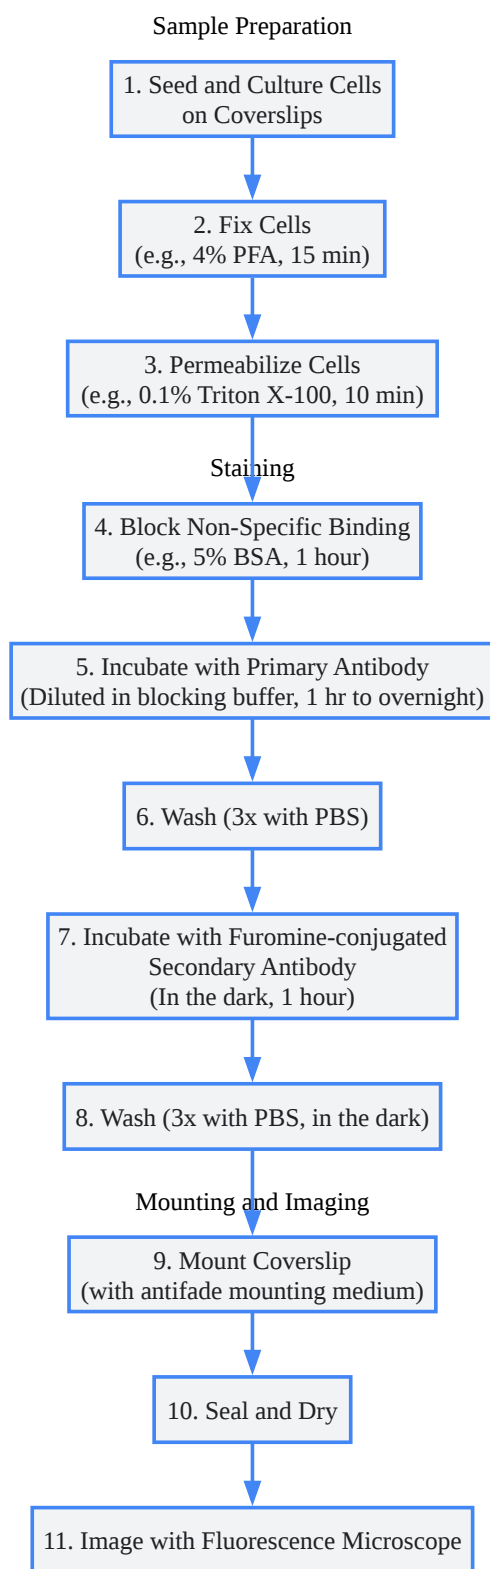 Sample Preparation
1. Seed and Culture Cells
on Coverslips
2. Fix Cells
(e.g., 4% PFA, 15 min)
3. Permeabilize Cells
(e.g., 0.1% Triton X-100, 10 min)
Staining
4. Block Non-Specific Binding
(e.g., 5% BSA, 1 hour)
5. Incubate with Primary Antibody
(Diluted in blocking buffer, 1 hr to overnight)
6. Wash (3x with PBS)
7. Incubate with Furomine-conjugated
Secondary Antibody
(In the dark, 1 hour)
8. Wash (3x with PBS, in the dark)
Mounting and Imaging
9. Mount Coverslip
(with antifade mounting medium)
10. Seal and Dry
11. Image with Fluorescence Microscope